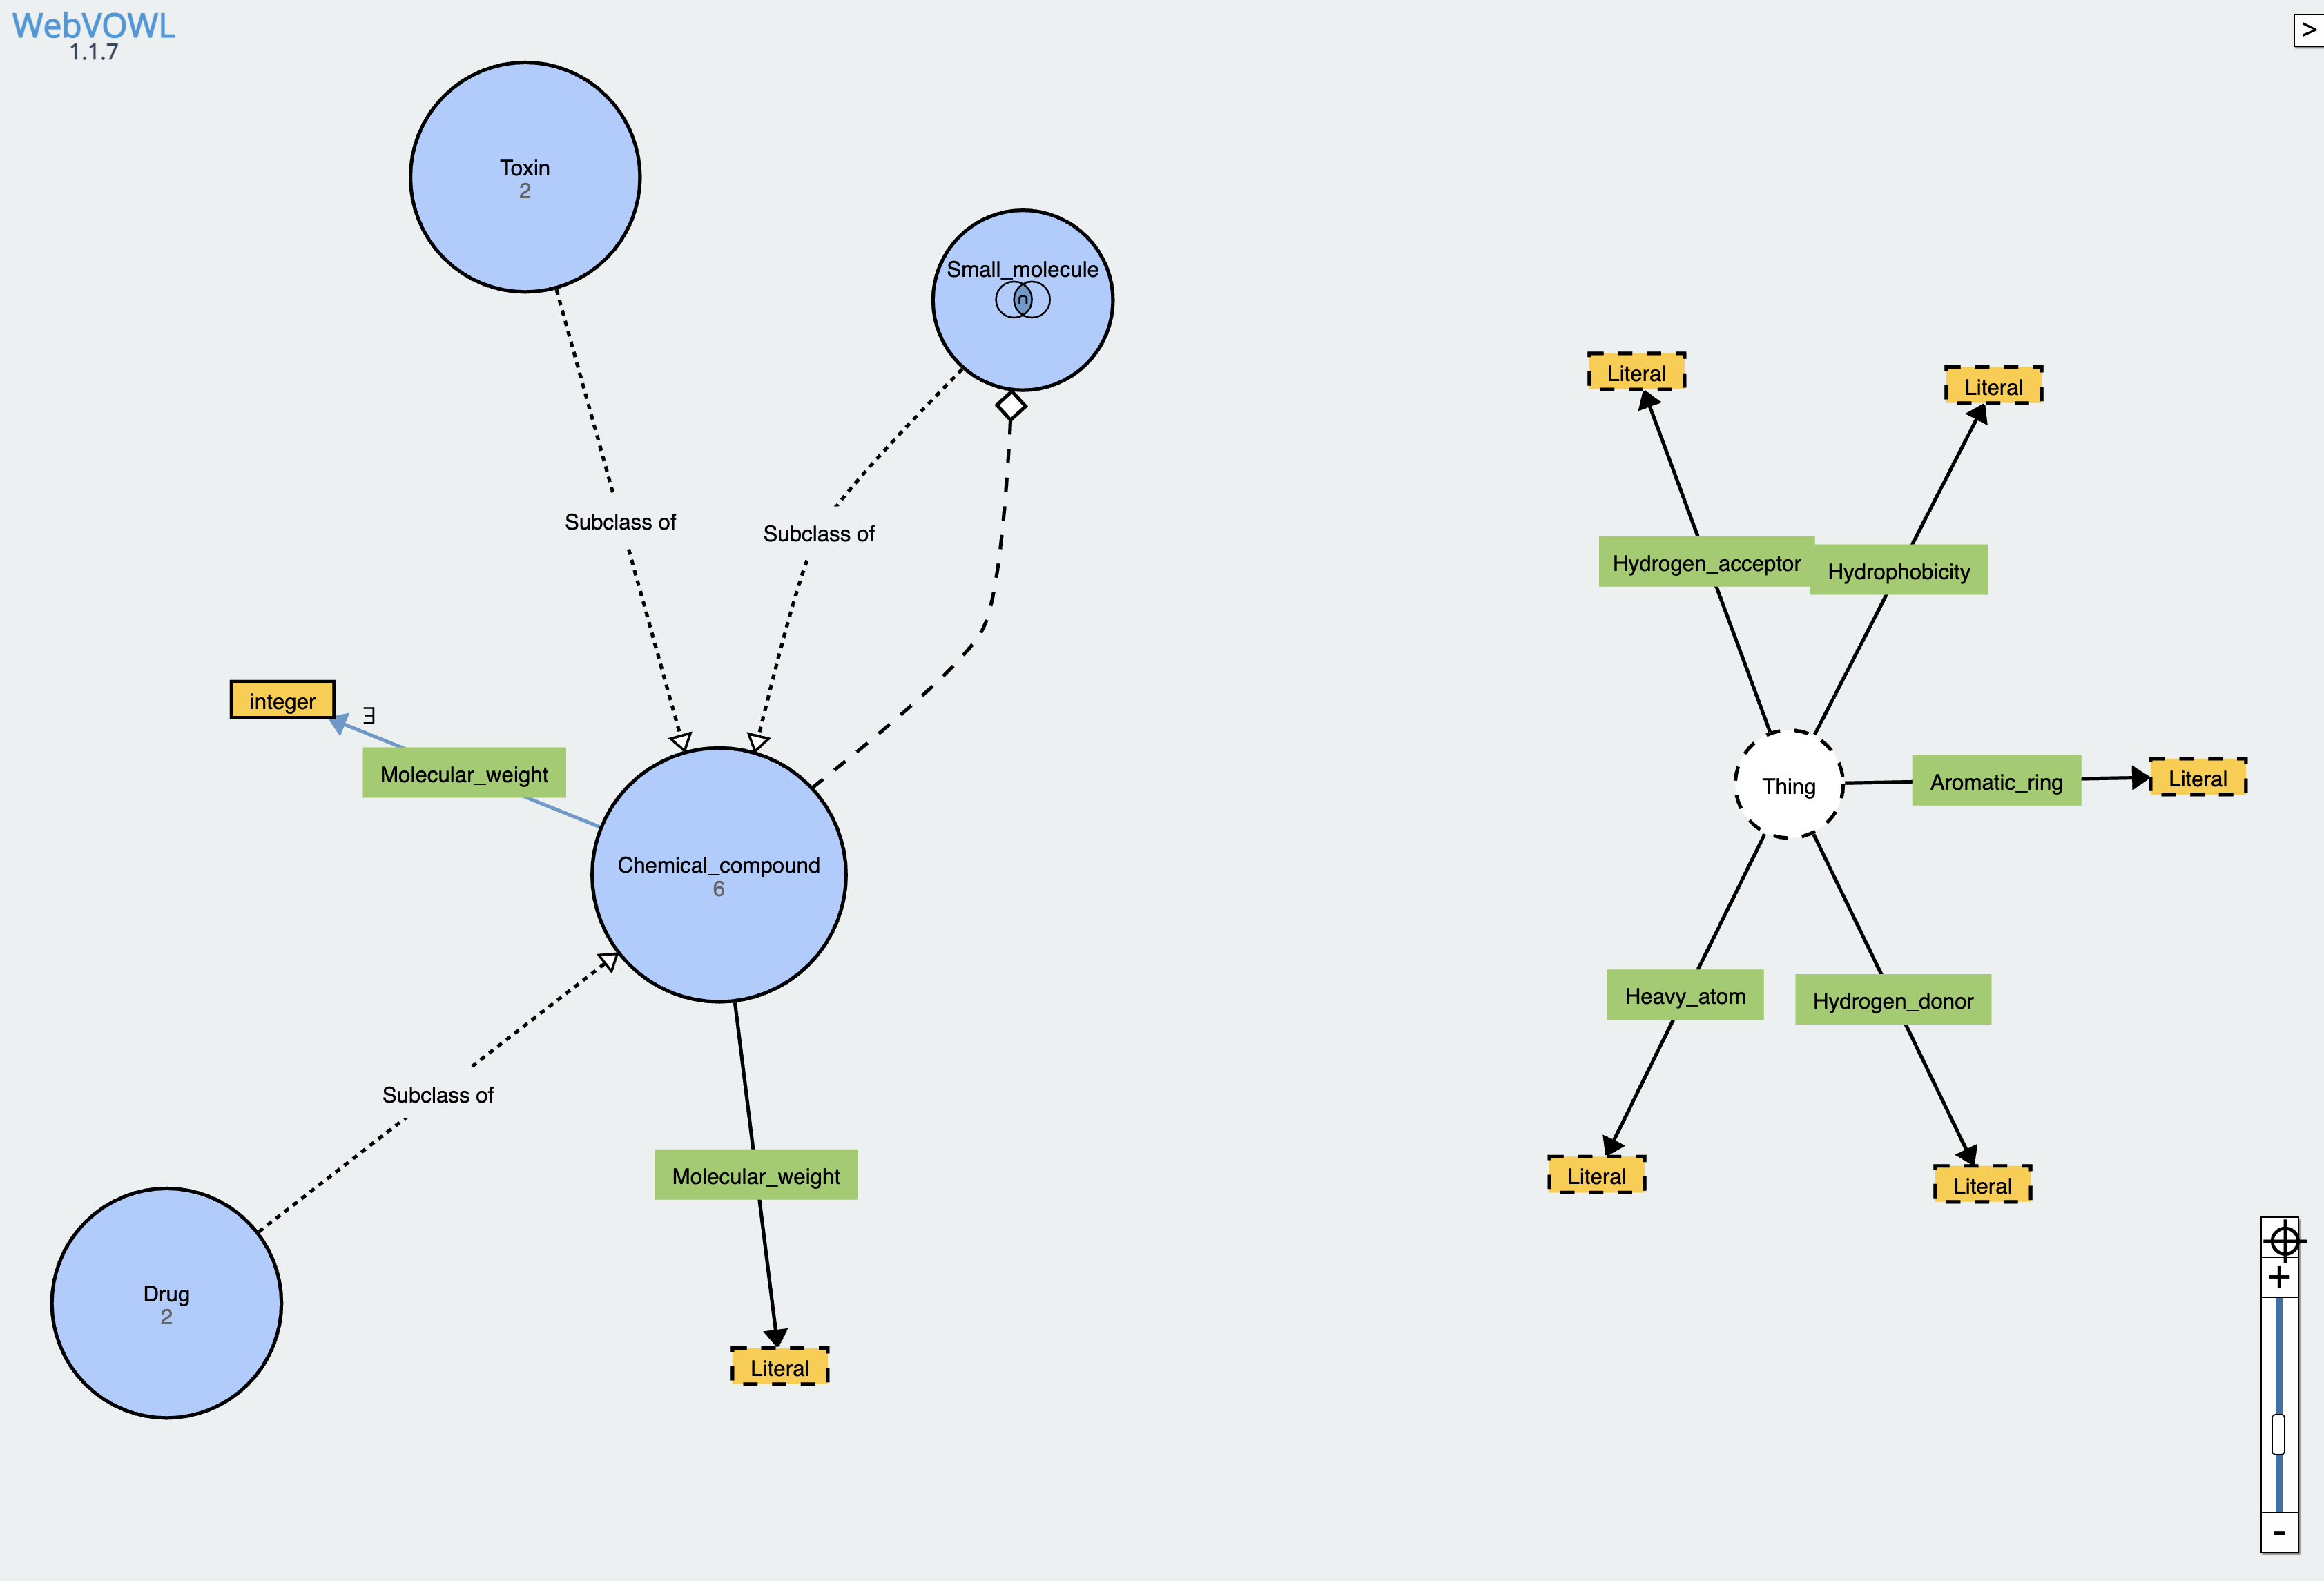 WebVOWL
1.1.7
>
Toxin
2
Small_molecule
∩
Subclass of
Subclass of
integer
∃
Molecular_weight
Chemical_compound
6
Subclass of
Molecular_weight
Drug
2
Literal
Literal
Literal
Hydrogen_acceptor
Hydrophobicity
Thing
Aromatic_ring
Literal
Heavy_atom
Hydrogen_donor
Literal
Literal
+
-